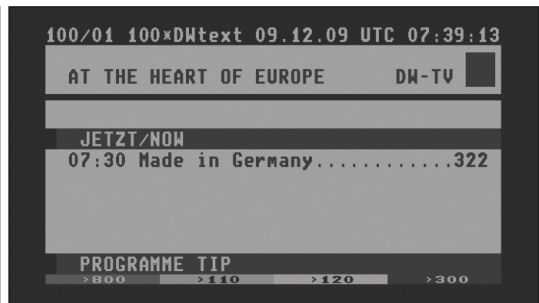 100/01 100*DWtext 09.12.09 UTC 07:39:13
AT THE HEART OF EUROPE DW-TV
JETZT/NOW
07:30 Made in Germany............322
PROGRAMME TIP
>800 >110 >120 >300